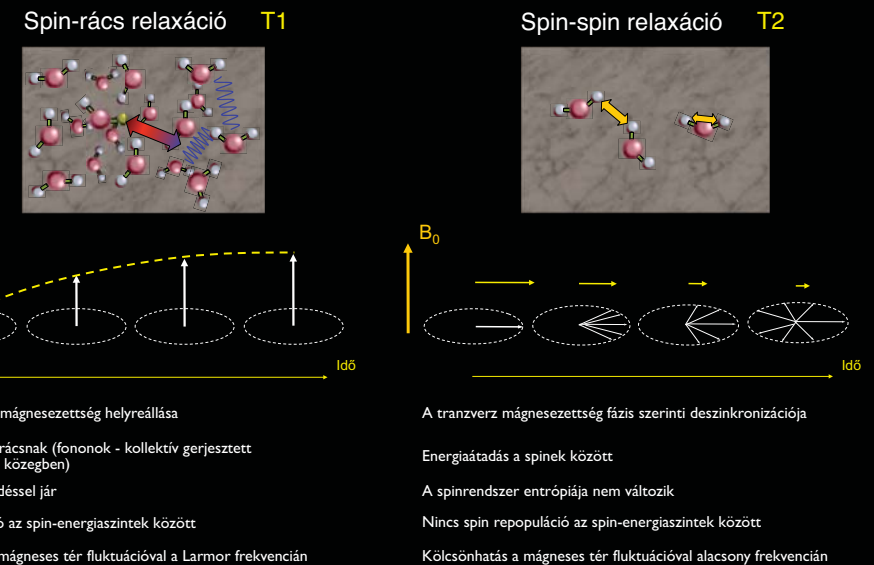 Spin-rács relaxáció T1
Spin-spin relaxáció T2
B0
Idő
Idő
mágnesezettség helyreállása
rácsnak (fononok - kollektív gerjesztett
közegben)
déssel jár
ó az spin-energiaszintek között
mágneses tér fluktuációval a Larmor frekvencián
A tranzverz mágnesezettség fázis szerinti deszinkronizációja
Energiaátadás a spinek között
A spinrendszer entrópiája nem változik
Nincs spin repopuláció az spin-energiaszintek között
Kölcsönhatás a mágneses tér fluktuációval alacsony frekvencián